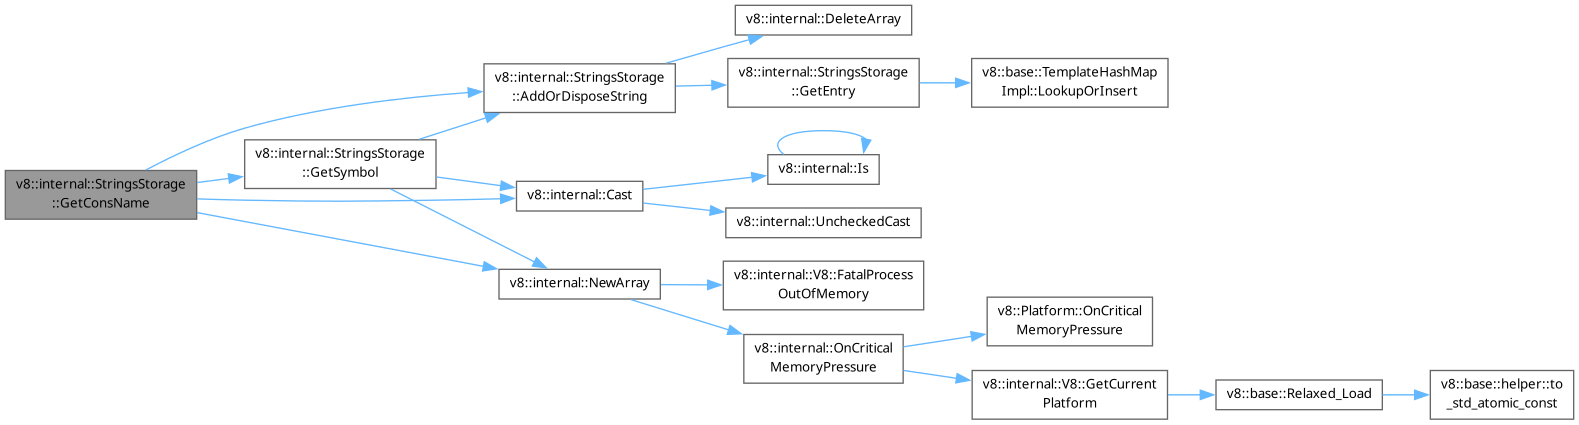 v8::internal::DeleteArray
v8::internal::StringsStorage
::AddOrDisposeString
v8::internal::StringsStorage
::GetEntry
v8::base::TemplateHashMap
Impl::LookupOrInsert
v8::internal::StringsStorage
::GetSymbol
v8::internal::Is
v8::internal::StringsStorage
::GetConsName
v8::internal::Cast
v8::internal::UncheckedCast
v8::internal::NewArray
v8::internal::V8::FatalProcess
OutOfMemory
v8::internal::OnCritical
MemoryPressure
v8::Platform::OnCritical
MemoryPressure
v8::internal::V8::GetCurrent
Platform
v8::base::Relaxed_Load
v8::base::helper::to
_std_atomic_const